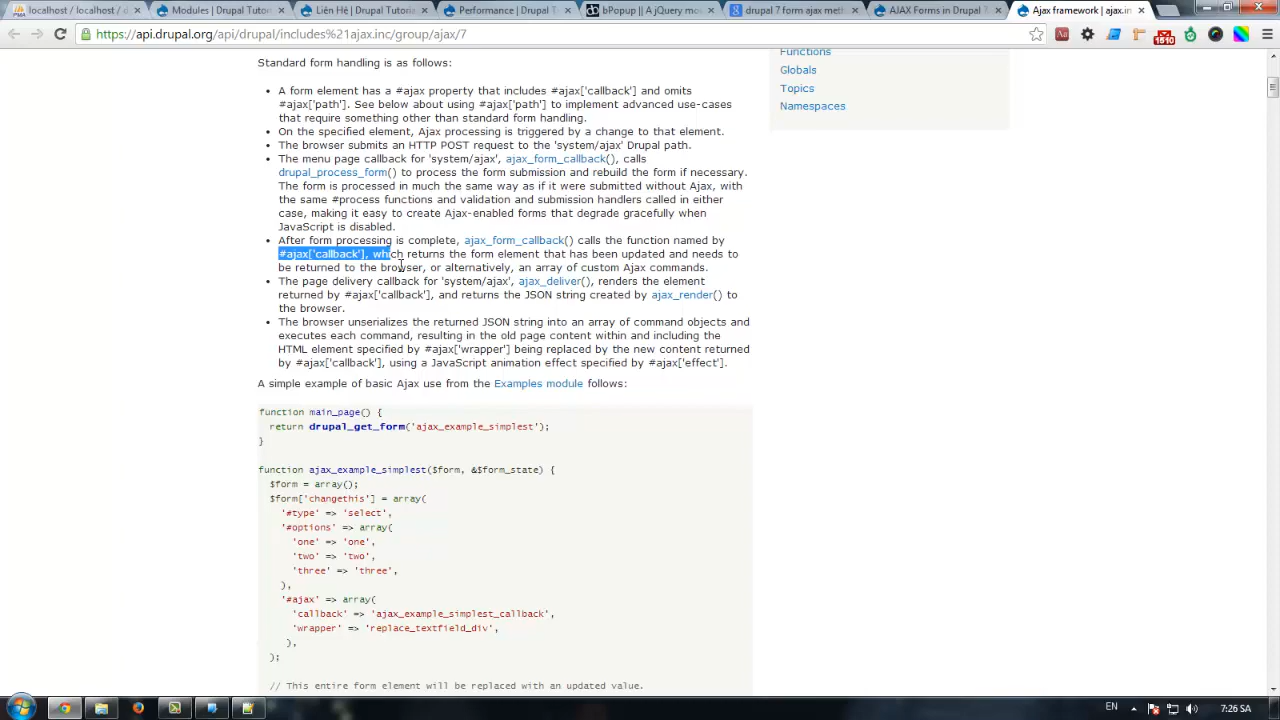 localhost / localhost / d
Modules | Drupal Tutor
Liên Hệ | Drupal Tutoria
Performance | Drupal T
bPopup || A jQuery mo
drupal 7 form ajax meth
AJAX Forms in Drupal 7
Ajax framework | ajax.in
https://api.drupal.org/api/drupal/includes%21ajax.inc/group/ajax/7
1510
Functions
Globals
Topics
Namespaces
Standard form handling is as follows:
• A form element has a #ajax property that includes #ajax['callback'] and omits
#ajax['path']. See below about using #ajax['path'] to implement advanced use-cases
that require something other than standard form handling.
• On the specified element, Ajax processing is triggered by a change to that element.
• The browser submits an HTTP POST request to the 'system/ajax' Drupal path.
• The menu page callback for 'system/ajax', ajax_form_callback(), calls
drupal_process_form() to process the form submission and rebuild the form if necessary.
The form is processed in much the same way as if it were submitted without Ajax, with
the same #process functions and validation and submission handlers called in either
case, making it easy to create Ajax-enabled forms that degrade gracefully when
JavaScript is disabled.
• After form processing is complete, ajax_form_callback() calls the function named by
#ajax['callback'], which returns the form element that has been updated and needs to
be returned to the browser, or alternatively, an array of custom Ajax commands.
• The page delivery callback for 'system/ajax', ajax_deliver(), renders the element
returned by #ajax['callback'], and returns the JSON string created by ajax_render() to
the browser.
• The browser unserializes the returned JSON string into an array of command objects and
executes each command, resulting in the old page content within and including the
HTML element specified by #ajax['wrapper'] being replaced by the new content returned
by #ajax['callback'], using a JavaScript animation effect specified by #ajax['effect'].
A simple example of basic Ajax use from the Examples module follows:
function main_page() {
return drupal_get_form('ajax_example_simplest');
}
function ajax_example_simplest($form, &$form_state) {
$form = array();
$form['changethis'] = array(
'#type' => 'select',
'#options' => array(
'one' => 'one',
'two' => 'two',
'three' => 'three',
),
'#ajax' => array(
'callback' => 'ajax_example_simplest_callback',
'wrapper' => 'replace_textfield_div',
),
);
// This entire form element will be replaced with an updated value.
EN
7:26 SA